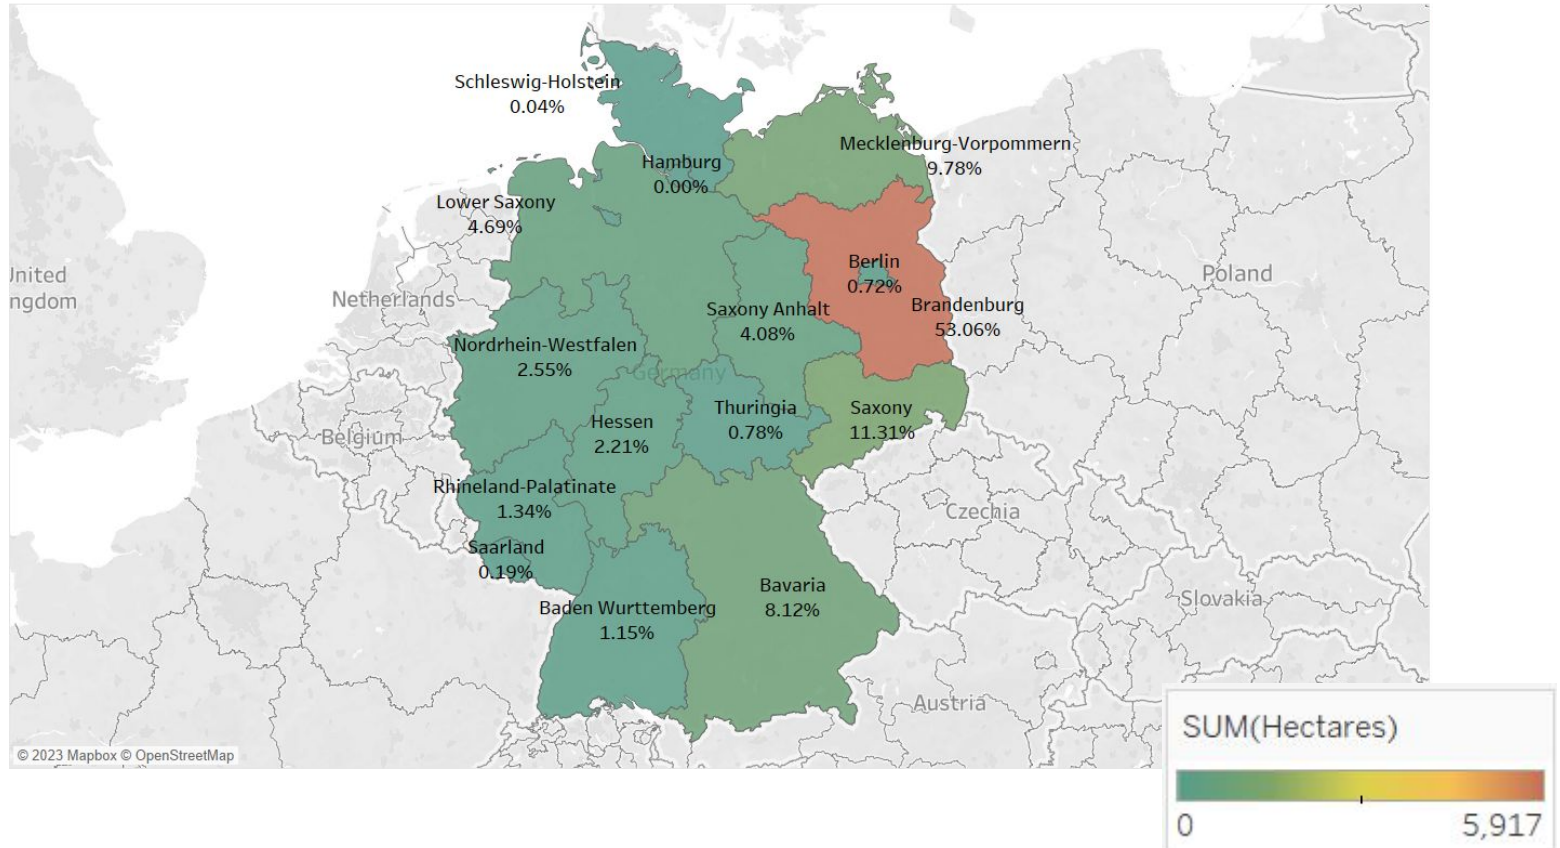 Schleswig-Holstein
0.04%
Mecklenburg-Vorpommern
9.78%
Hamburg
0.00%
Lower Saxony
4.69%
Berlin
0.72%
Poland
United
ngdom
Netherlands
Brandenburg
53.06%
Saxony Anhalt
4.08%
Nordrhein-Westfalen
2.55%
Germany
Thuringia
0.78%
Saxony
11.31%
Hessen
2.21%
Belgium
Rhineland-Palatinate
1.34%
Czechia
Saarland
0.19%
Bavaria
8.12%
Slovakia
Baden Wurttemberg
1.15%
Austria
SUM(Hectares)
0
5,917
© 2023 Mapbox © OpenStreetMap